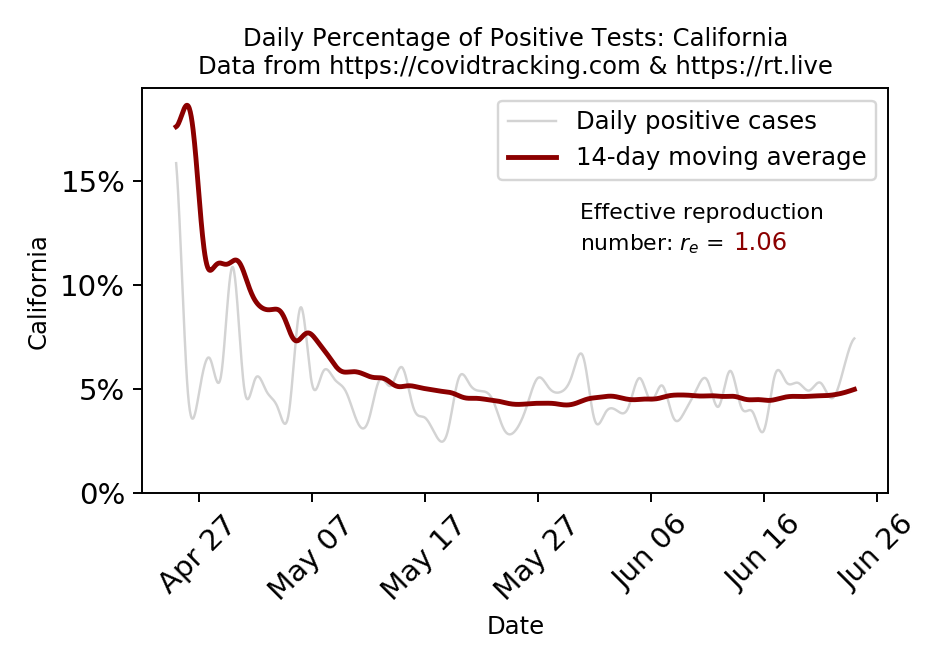 Daily Percentage of Positive Tests: California
Data from https://covidtracking.com & https://rt.live
Daily positive cases
14-day moving average
Effective reproduction
number: rₑ = 1.06
California
15%
10%
5%
0%
Apr 27
May 07
May 17
May 27
Jun 06
Jun 16
Jun 26
Date